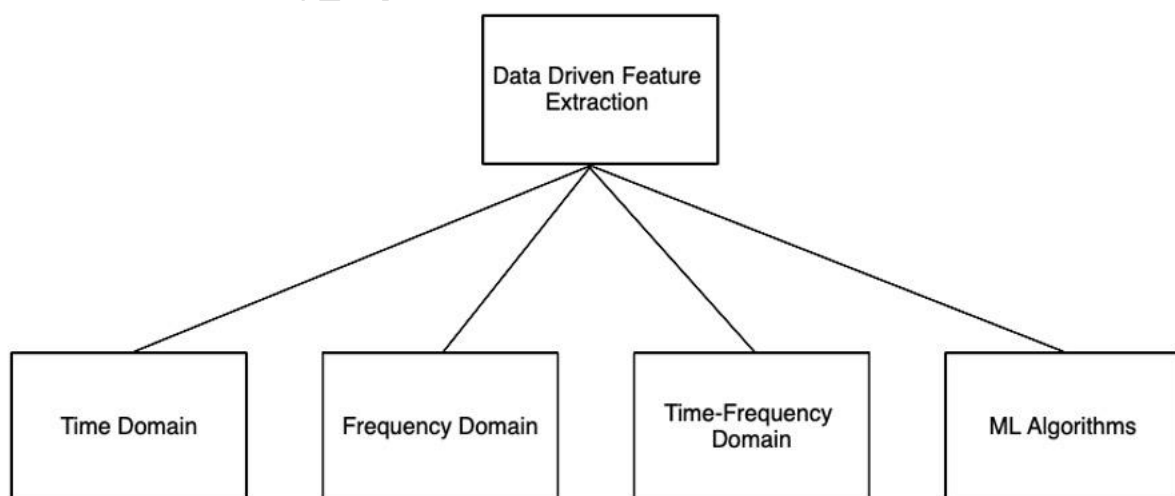 Data Driven Feature
Extraction
Time Domain
Frequency Domain
Time-Frequency
Domain
ML Algorithms